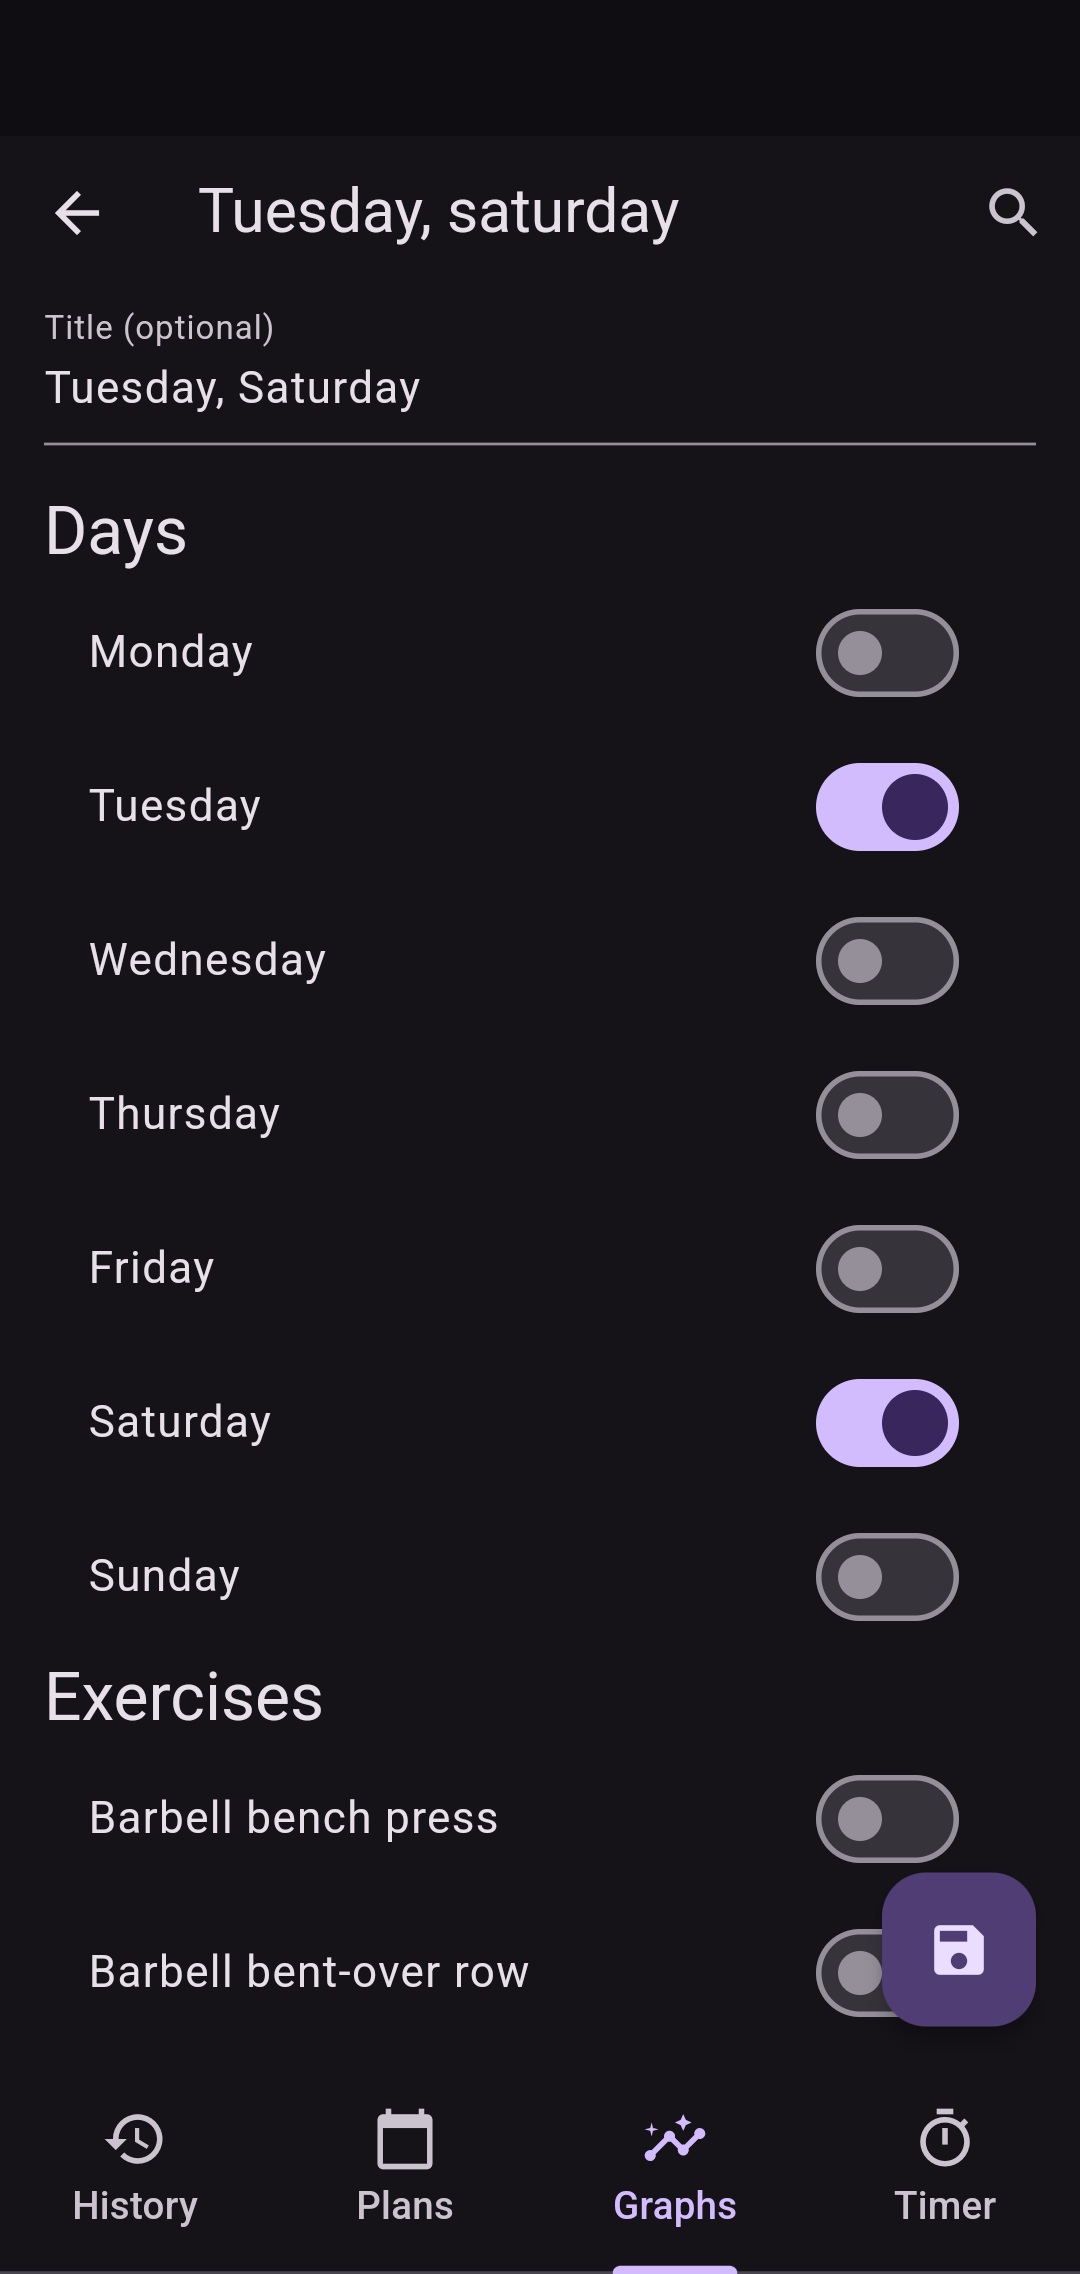 Tuesday, saturday
Title (optional)
Tuesday, Saturday
Days
Monday
Tuesday
Wednesday
Thursday
Friday
Saturday
Sunday
Exercises
Barbell bench press
Barbell bent-over row
History
Plans
Graphs
Timer